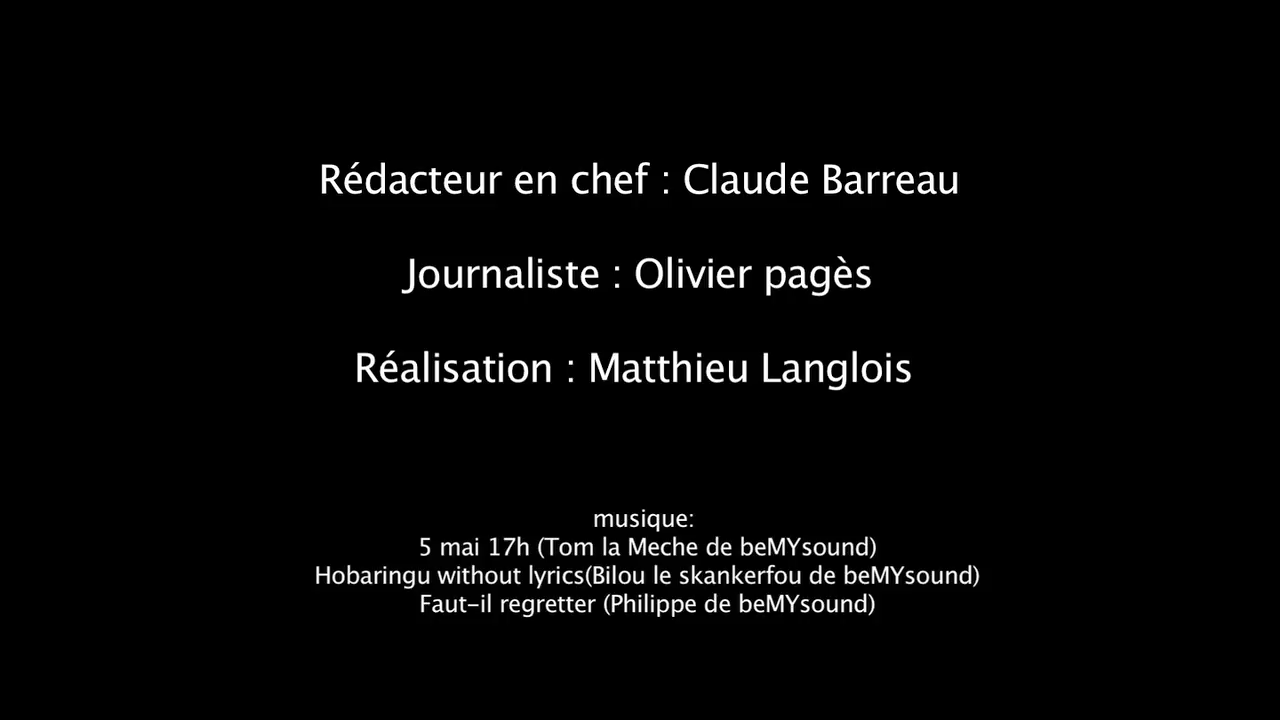 Rédacteur en chef : Claude Barreau
Journaliste : Olivier pagès
Réalisation : Matthieu Langlois
musique:
5 mai 17h (Tom la Meche de beMYsound)
Hobaringu without lyrics(Bilou le skankerfou de beMYsound)
Faut-il regretter (Philippe de beMYsound)